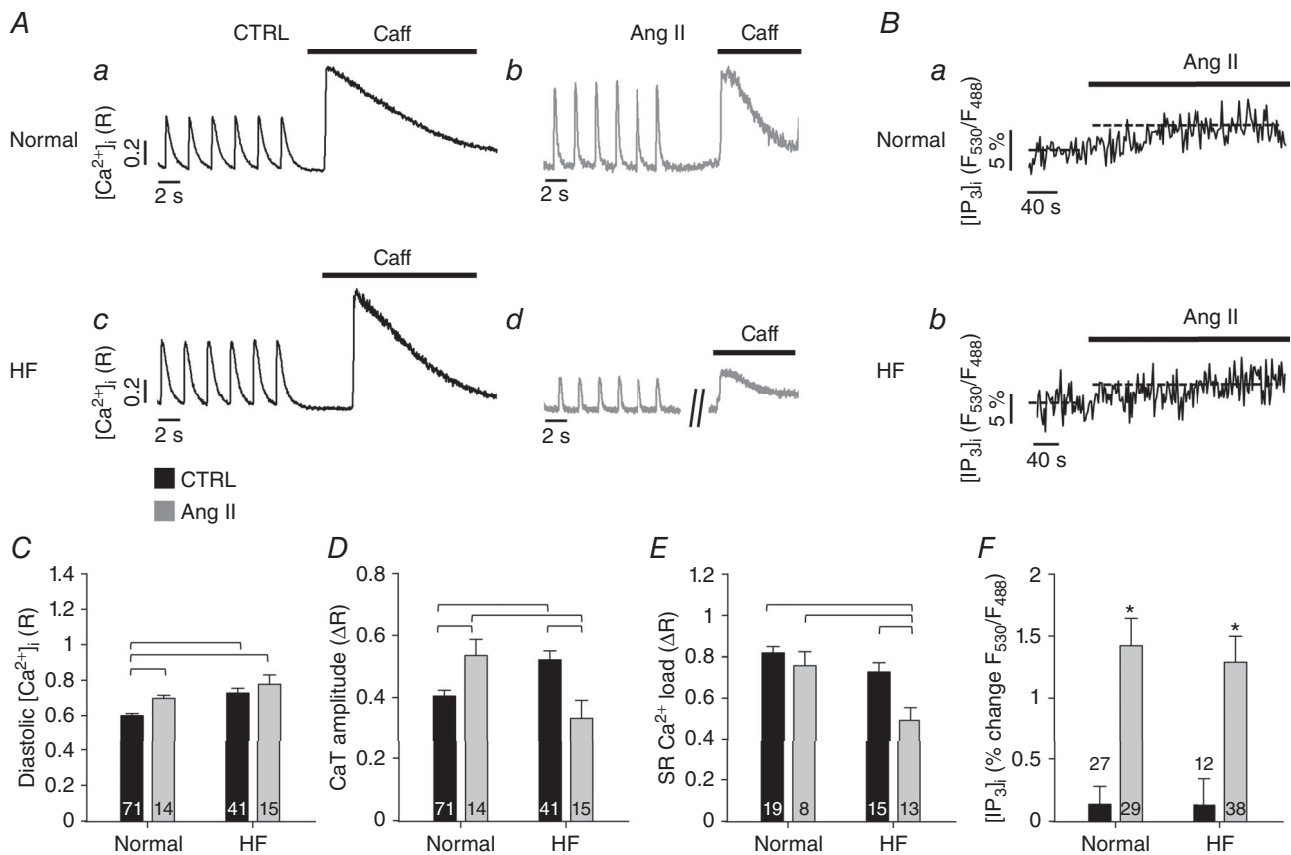 A
CTRL
Caff
Ang II
Caff
B
a
b
a
Ang II
Normal
[Ca²⁺]ᵢ (R)
0.2
2 s
2 s
Normal
[IP₃]ᵢ (F₅₃₀/F₄₈₈)
5 %
40 s
Caff
c
d
Caff
b
Ang II
HF
[Ca²⁺]ᵢ (R)
0.2
2 s
2 s
HF
[IP₃]ᵢ (F₅₃₀/F₄₈₈)
5 %
40 s
CTRL
Ang II
C
Diastolic [Ca²⁺]ᵢ (R)
1.4
1.2
1
0.8
0.6
0.4
0.2
0
71
14
41
15
Normal
HF
D
CaT amplitude (ΔR)
0.8
0.6
0.4
0.2
0
71
14
41
15
Normal
HF
E
SR Ca²⁺ load (ΔR)
1.2
1
0.8
0.6
0.4
0.2
0
19
8
15
13
Normal
HF
F
[IP₃]ᵢ (% change F₅₃₀/F₄₈₈)
2
1.5
1
0.5
0
*
*
27
29
12
38
Normal
HF